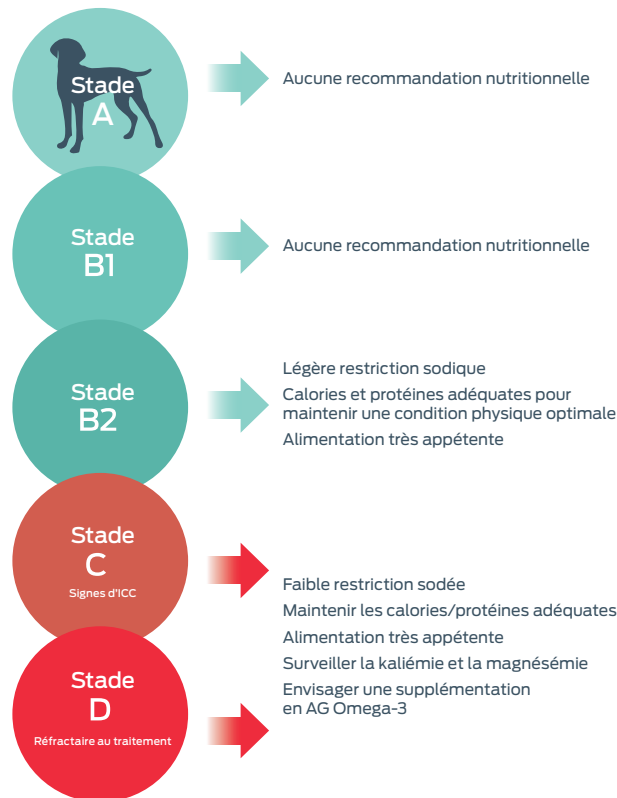 Stade
A
Aucune recommandation nutritionnelle
Stade
B1
Aucune recommandation nutritionnelle
Stade
B2
Légère restriction sodique
Calories et protéines adéquates pour
maintenir une condition physique optimale
Alimentation très appétente
Stade
C
Signes d'ICC
Stade
D
Réfractaire au traitement
Faible restriction sodée
Maintenir les calories/protéines adéquates
Alimentation très appétente
Surveiller la kaliémie et la magnésémie
Envisager une supplémentation
en AG Omega-3